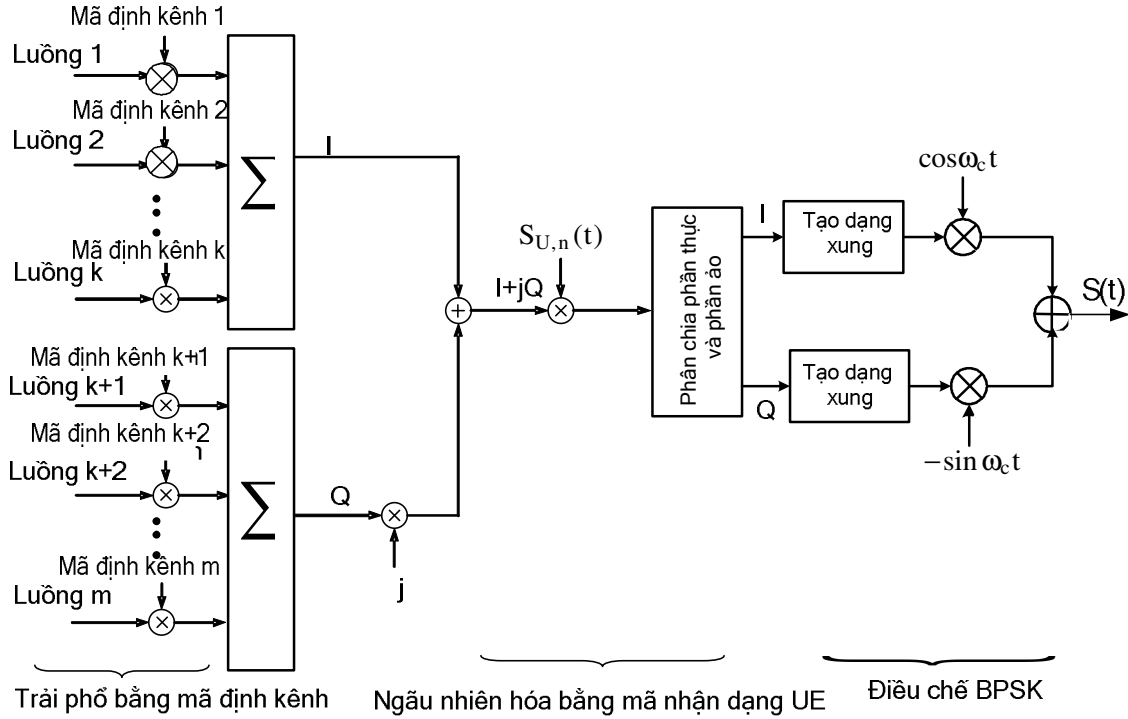 Mã định kênh 1
Luồng 1
Mã định kênh 2
Luồng 2
Mã định kênh k
Luồng k
Σ
I
Mã định kênh k+1
Luồng k+1
Mã định kênh k+2
Luồng k+2
Mã định kênh m
Luồng m
Σ
Q
j
I+jQ
S_{U,n}(t)
Phân chia phần thực
và phần ảo
I
Tạo dạng
xung
cosω_c t
Q
Tạo dạng
xung
−sin ω_c t
S(t)
Trải phổ bằng mã định kênh
Ngãu nhiên hóa bằng mã nhận dạng UE
Điều chế BPSK